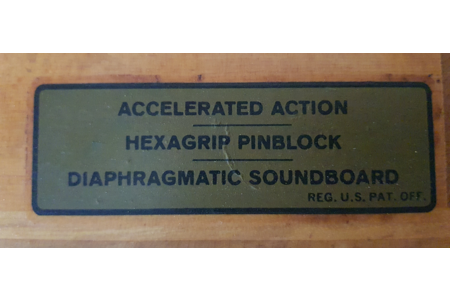 ACCELERATED ACTION
HEXAGRIP PINBLOCK
DIAPHRAGMATIC SOUNDBOARD
REG. U.S. PAT. OFF.